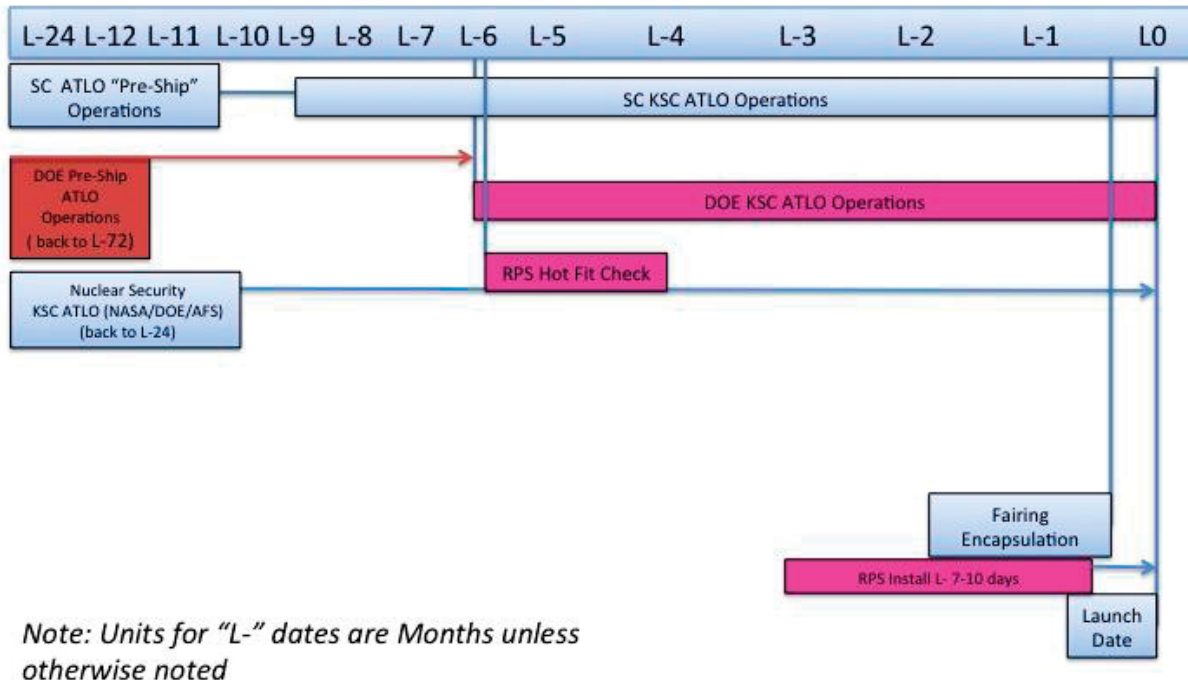 L-24 L-12 L-11 L-10 L-9 L-8 L-7 L-6 L-5 L-4 L-3 L-2 L-1 L0
SC ATLO “Pre-Ship”
Operations
SC KSC ATLO Operations
DOE Pre-Ship
ATLO
Operations
( back to L-72)
DOE KSC ATLO Operations
RPS Hot Fit Check
Nuclear Security
KSC ATLO (NASA/DOE/AFS)
(back to L-24)
Fairing
Encapsulation
RPS Install L- 7-10 days
Launch
Date
Note: Units for “L-” dates are Months unless
otherwise noted